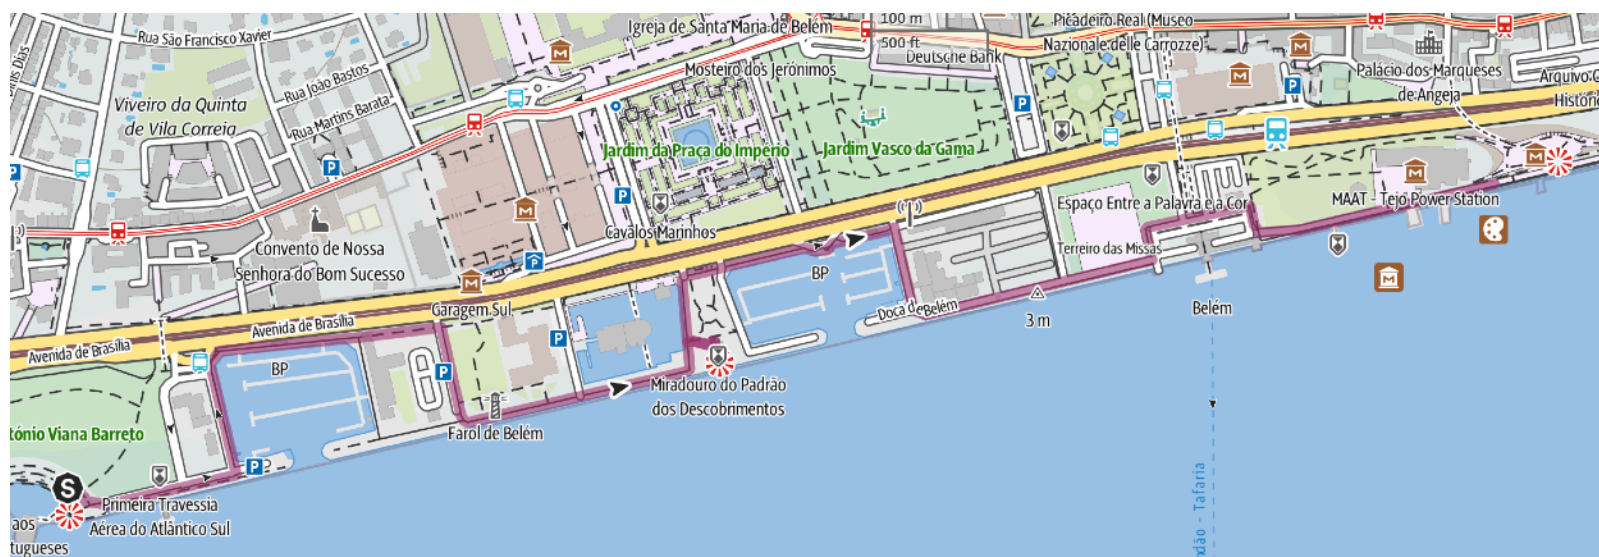 Igreja de Santa Maria de Belém
100 m
500 ft
Picadeiro Real (Museo
Nazionale delle Carrozze)
Deutsche Bank
Rua São Francisco Xavier
Rua João Bastos
Rua Martins Barata
Viveiro da Quinta
de Vila Correia
Mosteiro dos Jerónimos
Palácio dos Marqueses
de Angeja
Arquivo
Históric
Jardim da Praça do Império
Jardim Vasco da Gama
P
P
P
P
P
Cavalos Marinhos
Espaço Entre a Palavra e a Cor
MAAT - Tejo Power Station
Convento de Nossa
Senhora do Bom Sucesso
Terreiro das Missas
P
Garagem Sul
BP
Doca de Belém
3 m
Belém
Avenida de Brasília
Avenida de Brasília
P
BP
P
Miradouro do Padrão
dos Descobrimentos
Farol de Belém
tónio Viana Barreto
P
S
Primeira Travessia
Aérea do Atlântico Sul
aos
tugueses
dão - Tafaria